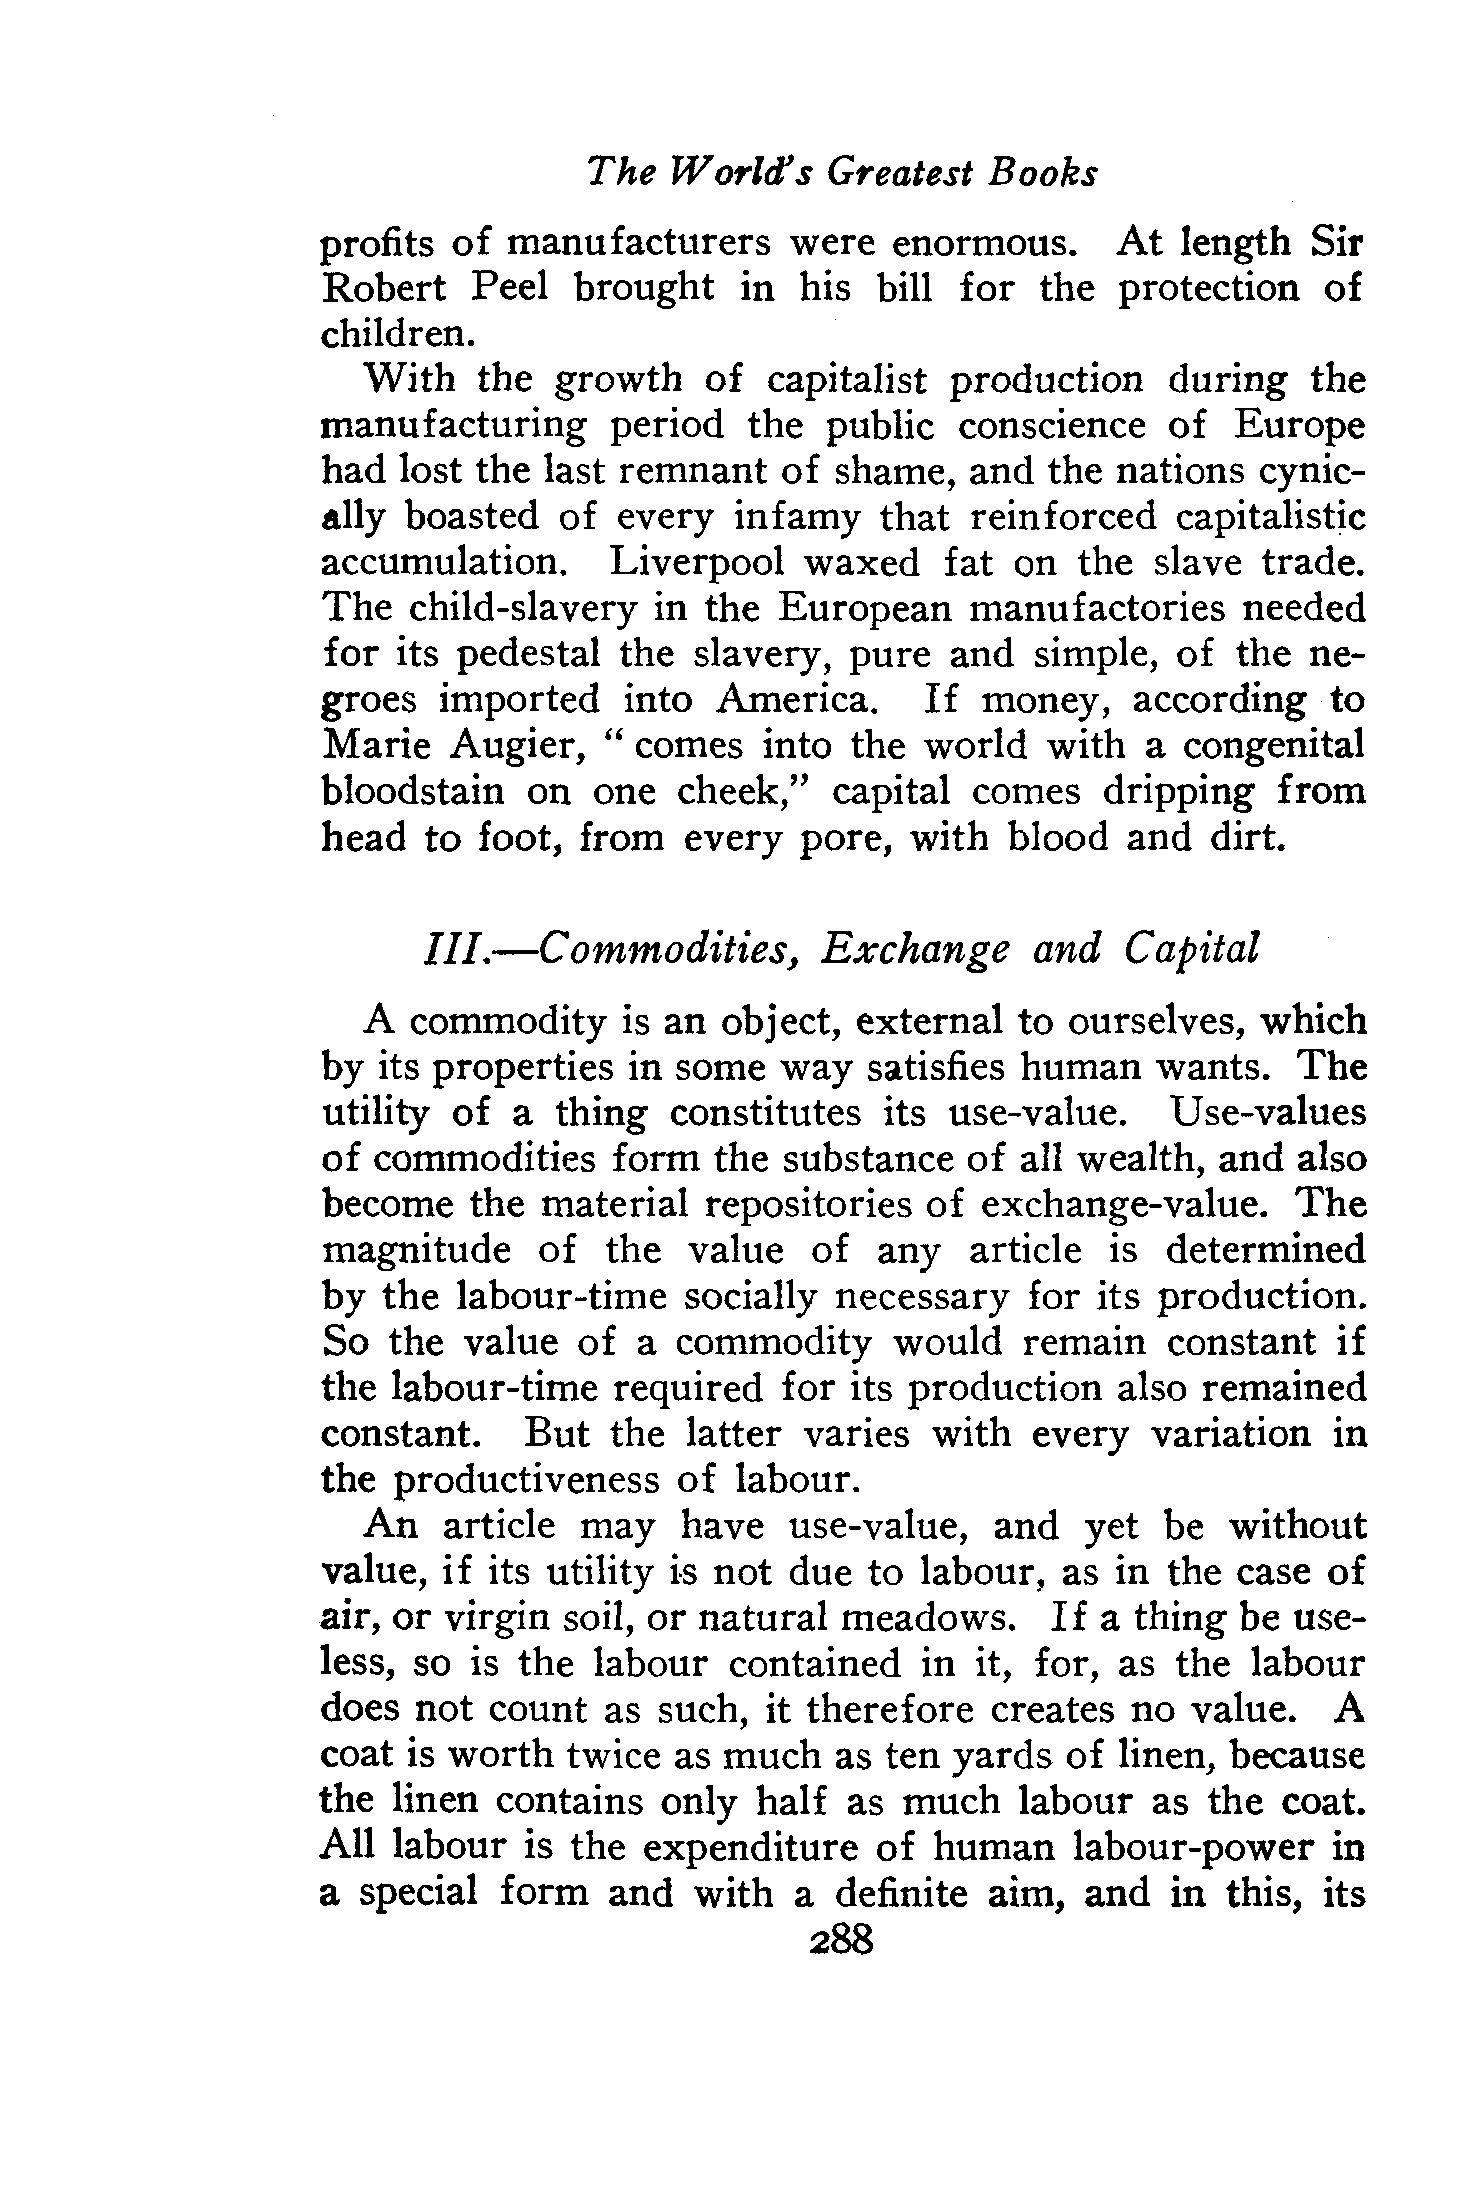 The World's Greatest Books
profits of manufacturers were enormous. At length Sir
Robert Peel brought in his bill for the protection of
children.
With the growth of capitalist production during the
manufacturing period the public conscience of Europe
had lost the last remnant of shame, and the nations cynic-
ally boasted of every infamy that reinforced capitalistic
accumulation. Liverpool waxed fat on the slave trade.
The child-slavery in the European manufactories needed
for its pedestal the slavery, pure and simple, of the ne-
groes imported into America. If money, according to
Marie Augier, " comes into the world with a congenital
bloodstain on one cheek," capital comes dripping from
head to foot, from every pore, with blood and dirt.
III.—Commodities, Exchange and Capital
A commodity is an object, external to ourselves, which
by its properties in some way satisfies human wants. The
utility of a thing constitutes its use-value. Use-values
of commodities form the substance of all wealth, and also
become the material repositories of exchange-value. The
magnitude of the value of any article is determined
by the labour-time socially necessary for its production.
So the value of a commodity would remain constant if
the labour-time required for its production also remained
constant. But the latter varies with every variation in
the productiveness of labour.
An article may have use-value, and yet be without
value, if its utility is not due to labour, as in the case of
air, or virgin soil, or natural meadows. If a thing be use-
less, so is the labour contained in it, for, as the labour
does not count as such, it therefore creates no value. A
coat is worth twice as much as ten yards of linen, because
the linen contains only half as much labour as the coat.
All labour is the expenditure of human labour-power in
a special form and with a definite aim, and in this, its
288